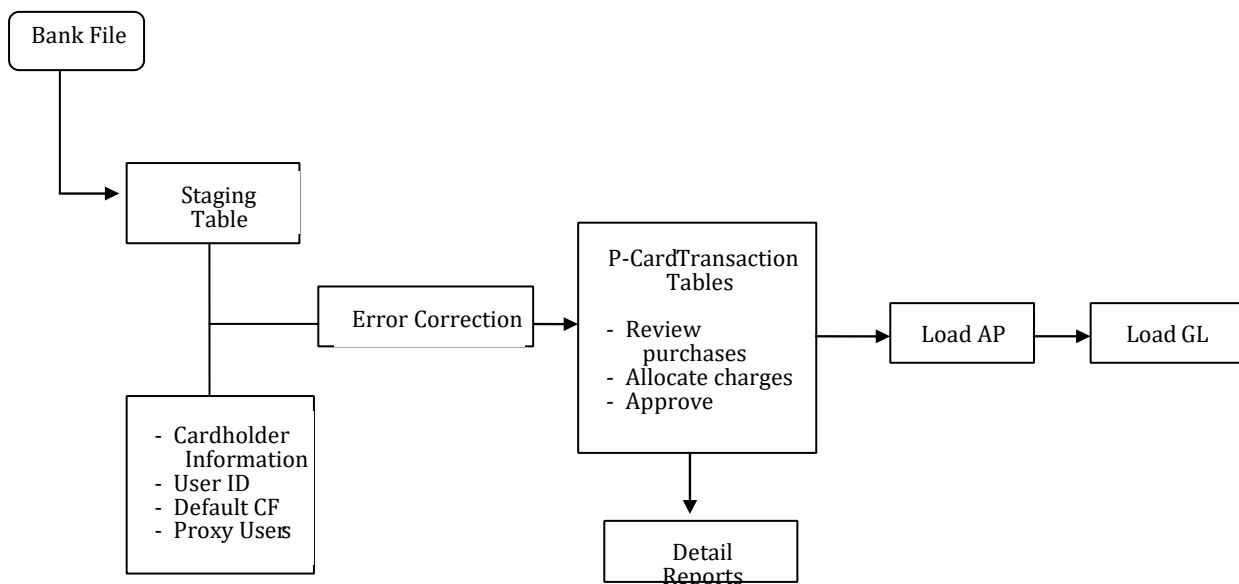 Bank File
Staging
Table
Error Correction
P-CardTransaction
Tables
- Review
purchases
- Allocate charges
- Approve
Load AP
Load GL
- Cardholder
Information
- User ID
- Default CF
- Proxy Users
Detail
Reports